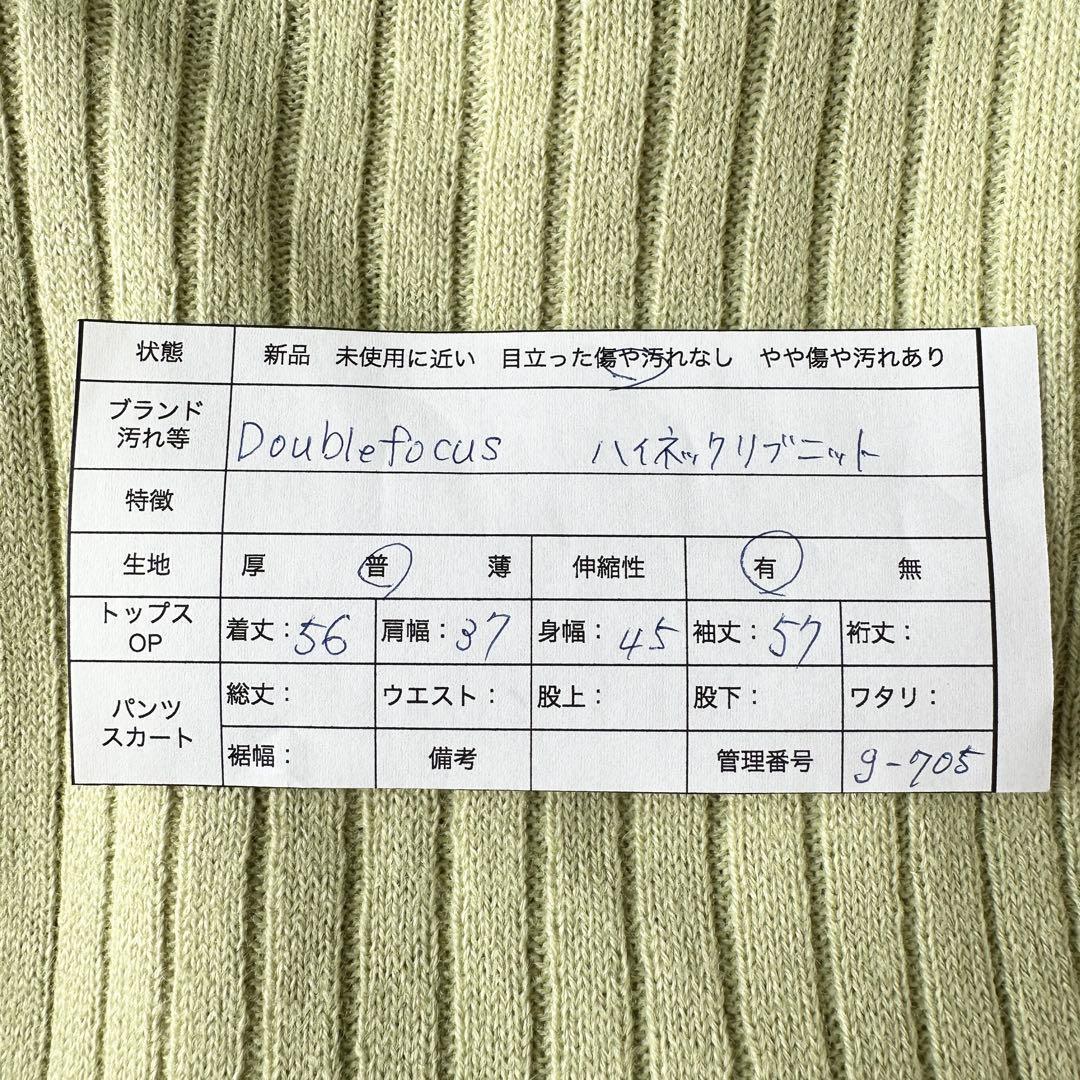 状態 新品 未使用に近い 目立った傷や汚れなし やや傷や汚れあり
ブランド
汚れ等
Doublefocus ハイネックリブニット
特徴
生地 厚 普 薄 伸縮性 有 無
トップス
OP
着丈：56 肩幅：37 身幅：45 袖丈：57 裄丈：
パンツ
スカート
総丈： ウエスト： 股上： 股下： ワタリ：
裾幅： 備考 管理番号 g-705